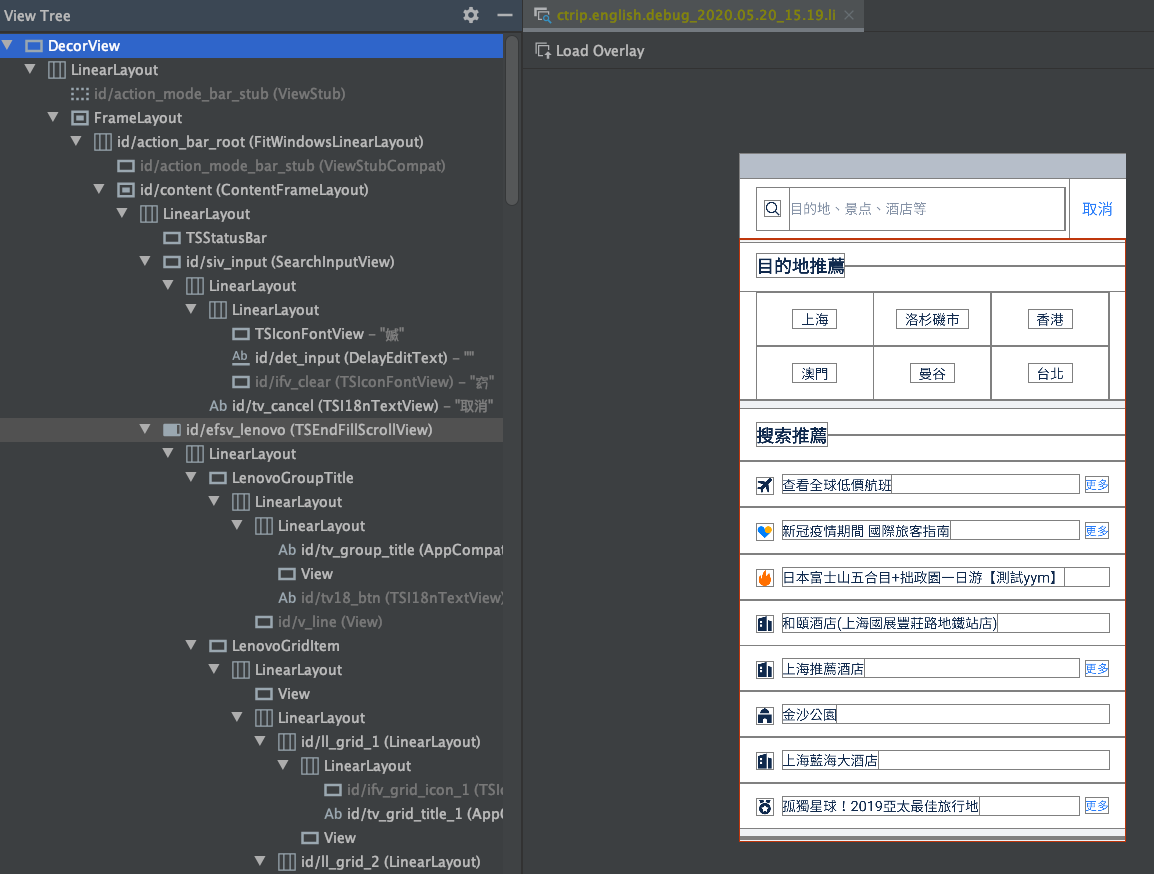 View Tree
DecorView
LinearLayout
id/action_mode_bar_stub (ViewStub)
FrameLayout
id/action_bar_root (FitWindowsLinearLayout)
id/action_mode_bar_stub (ViewStubCompat)
id/content (ContentFrameLayout)
LinearLayout
TSStatusBar
id/siv_input (SearchInputView)
LinearLayout
LinearLayout
TSIconFontView – "
id/det_input (DelayEditText) – ""
id/ifv_clear (TSIconFontView) – "
id/tv_cancel (TSI18nTextView) – "取消"
id/efsv_lenovo (TSEndFillScrollView)
LinearLayout
LenovoGroupTitle
LinearLayout
LinearLayout
id/tv_group_title (AppCompat
View
id/tv18_btn (TSI18nTextView)
id/v_line (View)
LenovoGridItem
LinearLayout
View
LinearLayout
id/ll_grid_1 (LinearLayout)
LinearLayout
id/ifv_grid_icon_1 (TSIc
id/tv_grid_title_1 (AppC
View
id/ll_grid_2 (LinearLayout)
ctrip.english.debug_2020.05.20_15.19.li
Load Overlay
目的地、景点、酒店等 取消
目的地推薦
上海 洛杉磯市 香港
澳門 曼谷 台北
搜索推薦
查看全球低價航班 更多
新冠疫情期間 國際旅客指南 更多
日本富士山五合目+拙政園一日游【測試yym】
和頤酒店(上海國展豐莊路地鐵站店)
上海推薦酒店 更多
金沙公園
上海藍海大酒店
孤獨星球！2019亞太最佳旅行地 更多